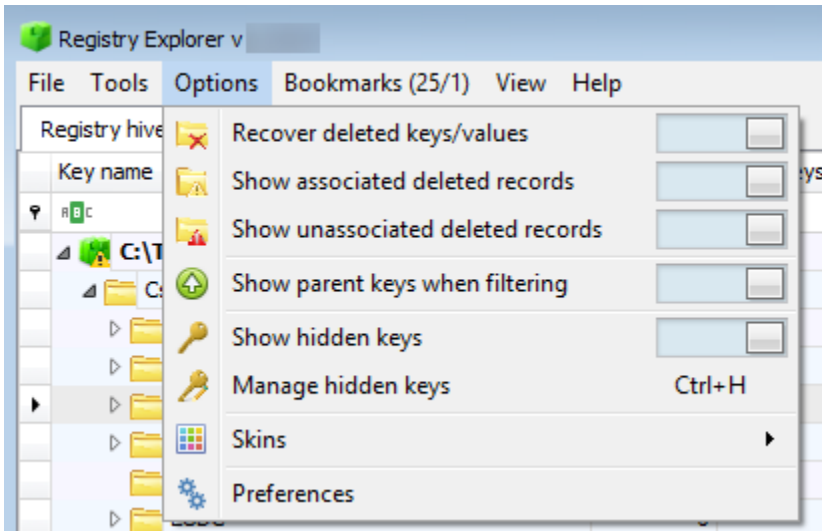 Registry Explorer v
File Tools Options Bookmarks (25/1) View Help
Registry hive
Recover deleted keys/values
Key name
Show associated deleted records
Show unassociated deleted records
C:\T
Show parent keys when filtering
Show hidden keys
Manage hidden keys Ctrl+H
Skins
Preferences